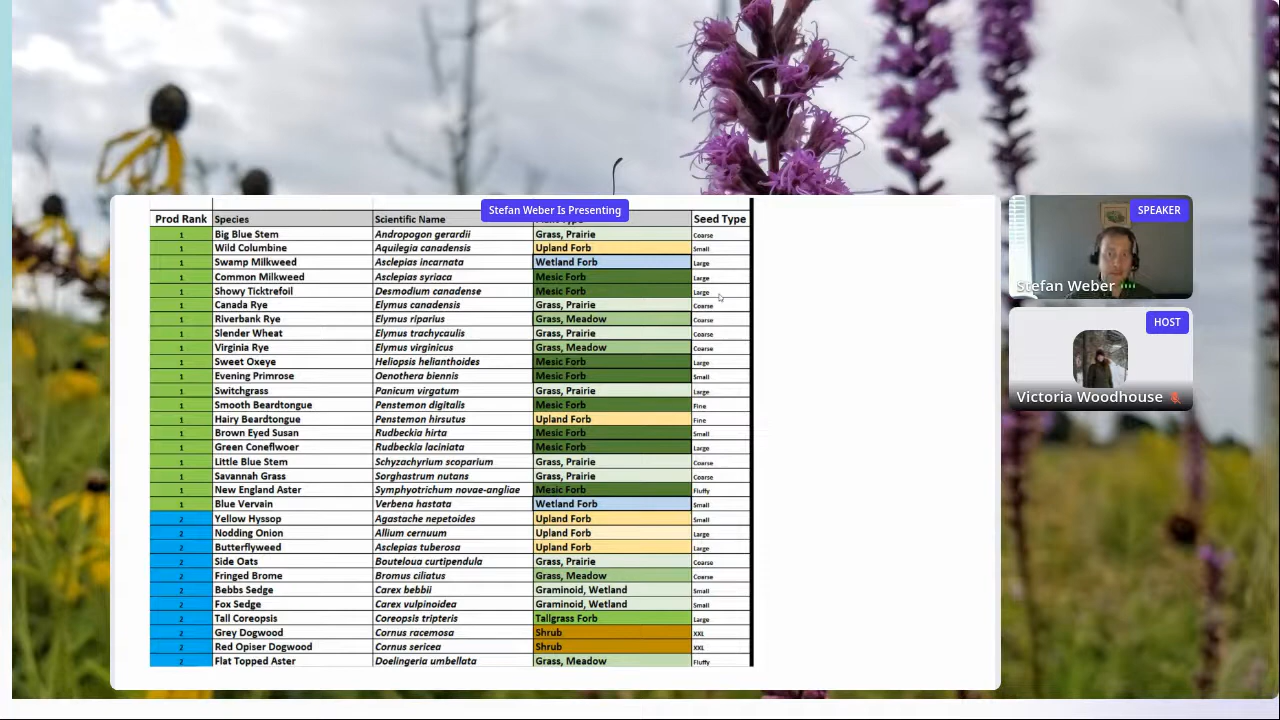 Stefan Weber Is Presenting
Prod Rank Species Scientific Name Seed Type
1 Big Blue Stem Andropogon gerardii Grass, Prairie Coarse
1 Wild Columbine Aquilegia canadensis Upland Forb Small
1 Swamp Milkweed Asclepias incarnata Wetland Forb Large
1 Common Milkweed Asclepias syriaca Mesic Forb Large
1 Showy Ticktrefoil Desmodium canadense Mesic Forb Large
1 Canada Rye Elymus canadensis Grass, Prairie Coarse
1 Riverbank Rye Elymus riparius Grass, Meadow Coarse
1 Slender Wheat Elymus trachycaulis Grass, Prairie Coarse
1 Virginia Rye Elymus virginicus Grass, Meadow Coarse
1 Sweet Oxeye Heliopsis helianthoides Mesic Forb Large
1 Evening Primrose Oenothera biennis Mesic Forb Small
1 Switchgrass Panicum virgatum Grass, Prairie Large
1 Smooth Beardtongue Penstemon digitalis Mesic Forb Fine
1 Hairy Beardtongue Penstemon hirsutus Upland Forb Fine
1 Brown Eyed Susan Rudbeckia hirta Mesic Forb Small
1 Green Coneflwoer Rudbeckia laciniata Mesic Forb Large
1 Little Blue Stem Schyzachyrium scoparium Grass, Prairie Coarse
1 Savannah Grass Sorghastrum nutans Grass, Prairie Coarse
1 New England Aster Symphyotrichum novae-angliae Mesic Forb Fluffy
1 Blue Vervain Verbena hastata Wetland Forb Small
2 Yellow Hyssop Agastache nepetoides Upland Forb Small
2 Nodding Onion Allium cernuum Upland Forb Large
2 Butterflyweed Asclepias tuberosa Upland Forb Large
2 Side Oats Bouteloua curtipendula Grass, Prairie Coarse
2 Fringed Brome Bromus ciliatus Grass, Meadow Coarse
2 Bebbs Sedge Carex bebbii Graminoid, Wetland Small
2 Fox Sedge Carex vulpinoidea Graminoid, Wetland Small
2 Tall Coreopsis Coreopsis tripteris Tallgrass Forb Large
2 Grey Dogwood Cornus racemosa Shrub XXL
2 Red Opiser Dogwood Cornus sericea Shrub XXL
2 Flat Topped Aster Doelingeria umbellata Grass, Meadow Fluffy
SPEAKER
Stefan Weber
HOST
Victoria Woodhouse